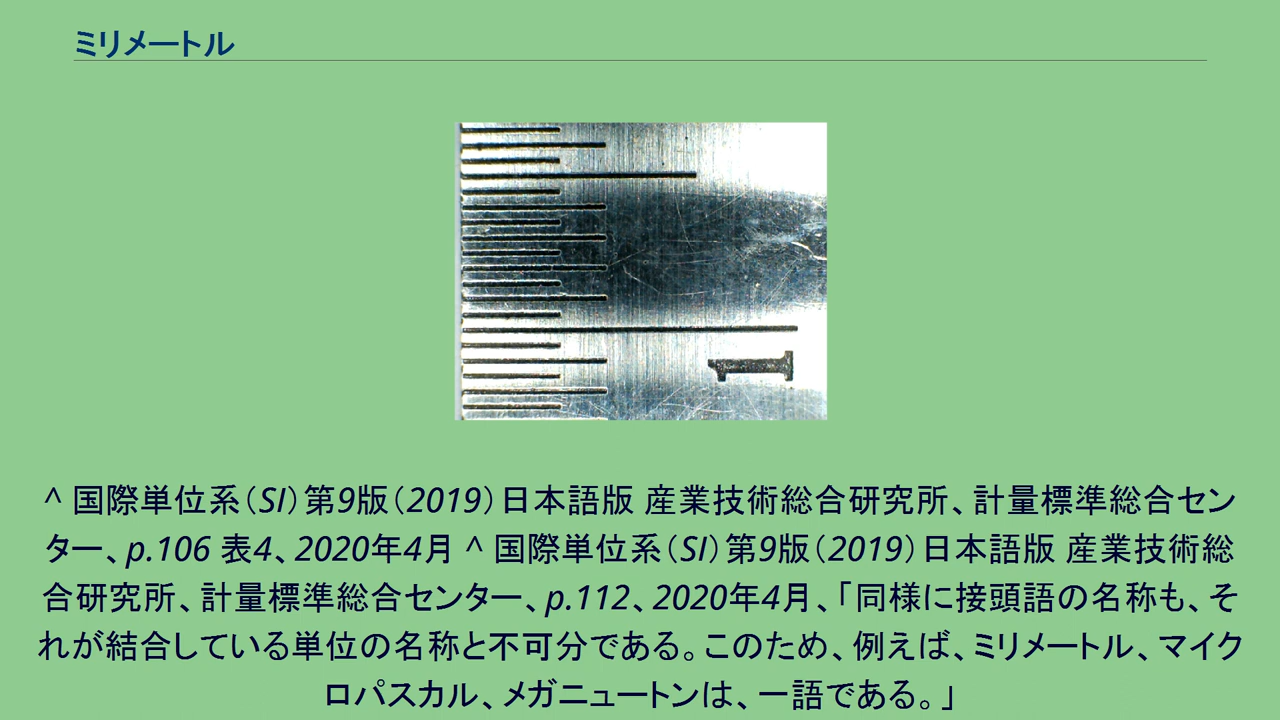 ミリメートル
1
^ 国際単位系（SI）第9版（2019）日本語版 産業技術総合研究所、計量標準総合セン
ター、p.106 表4、2020年4月 ^ 国際単位系（SI）第9版（2019）日本語版 産業技術総
合研究所、計量標準総合センター、p.112、2020年4月、「同様に接頭語の名称も、そ
れが結合している単位の名称と不可分である。このため、例えば、ミリメートル、マイク
ロパスカル、メガニュートンは、一語である。」